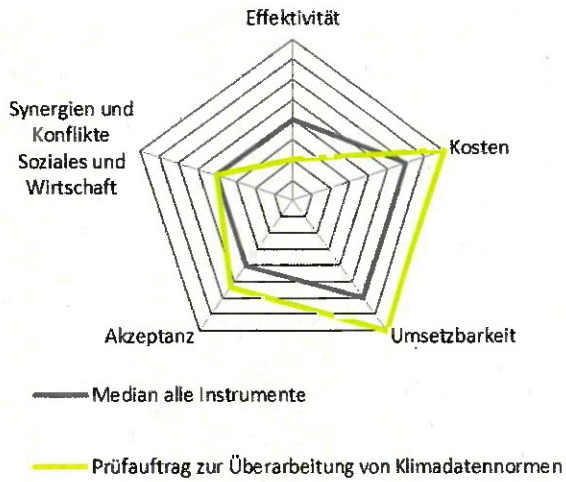 Effektivität
Synergien und
Konflikte
Soziales und
Wirtschaft
Kosten
Akzeptanz
Umsetzbarkeit
Median alle Instrumente
Prüfauftrag zur Überarbeitung von Klimadatennormen